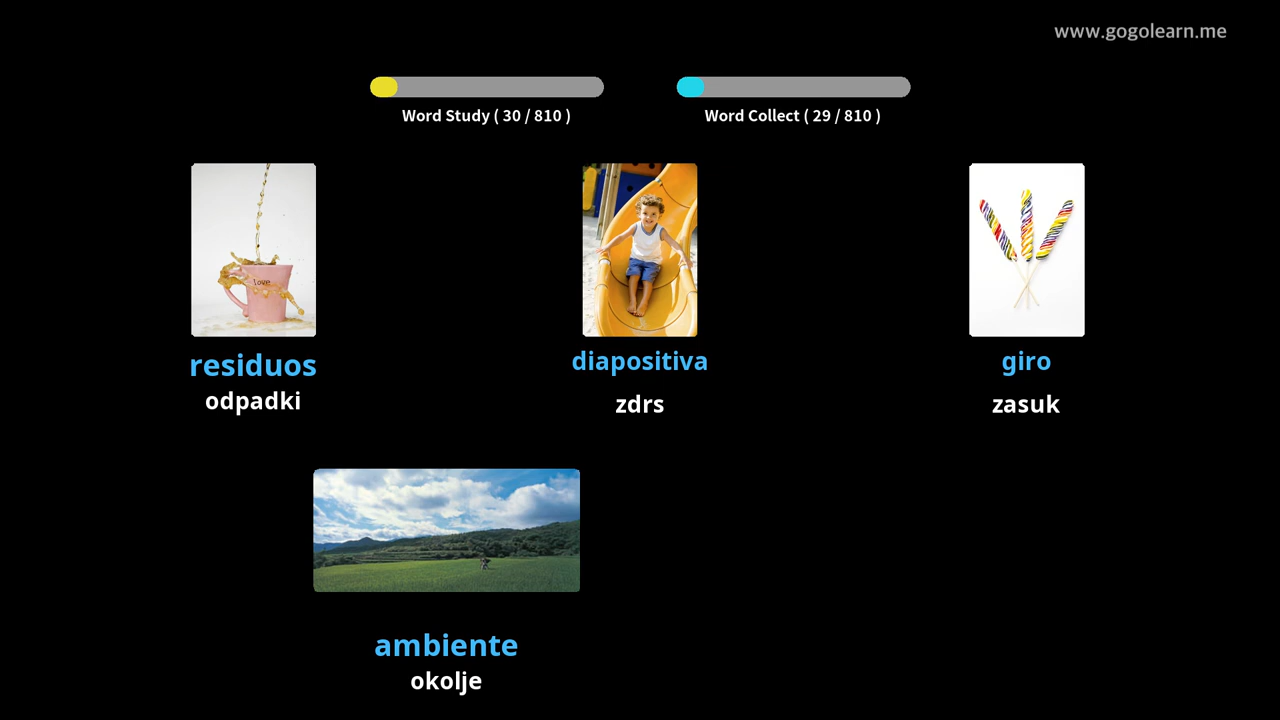 www.gogolearn.me
Word Study ( 30 / 810 )
Word Collect ( 29 / 810 )
love
residuos
odpadki
diapositiva
zdrs
giro
zasuk
ambiente
okolje